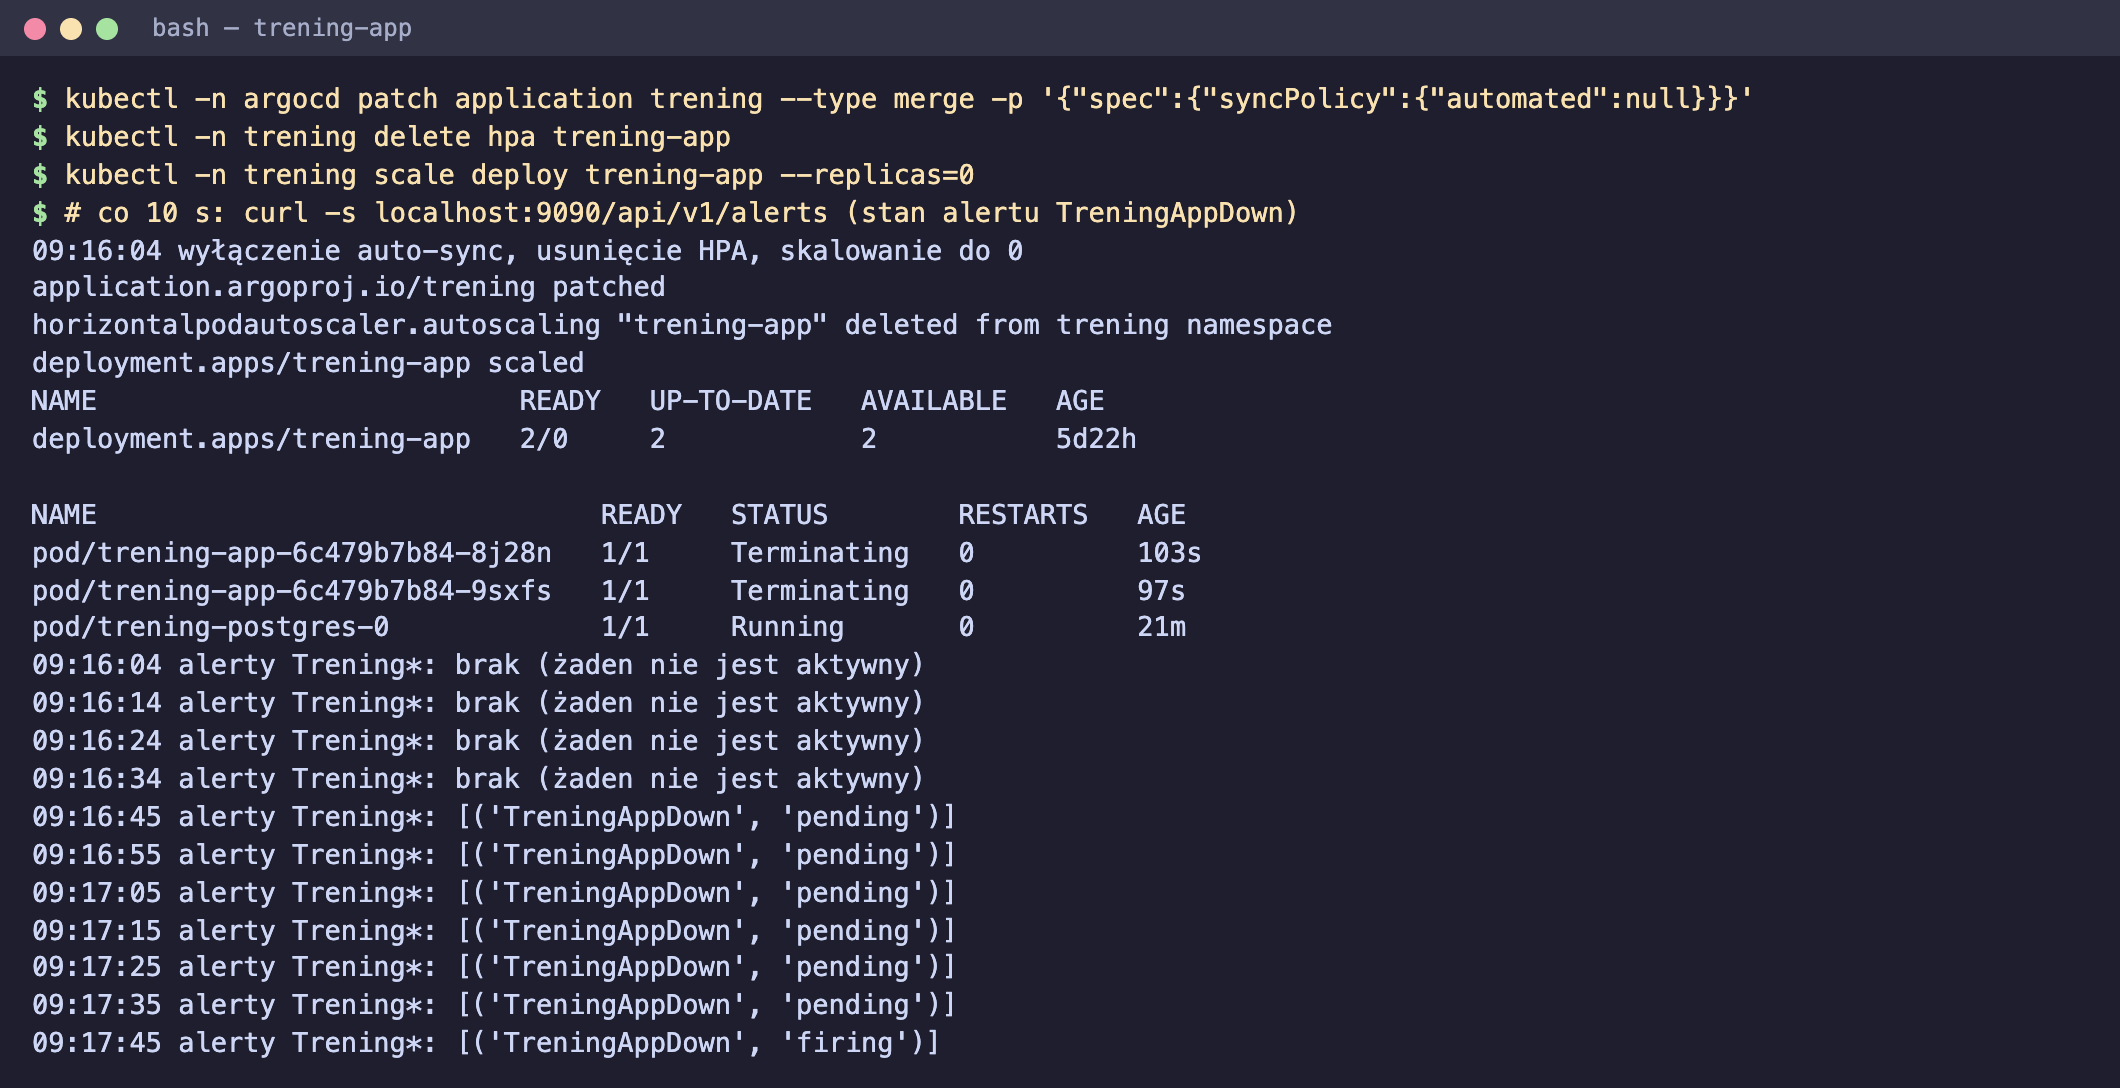 bash — trening-app
$ kubectl -n argocd patch application trening --type merge -p '{"spec":{"syncPolicy":{"automated":null}}}'
$ kubectl -n trening delete hpa trening-app
$ kubectl -n trening scale deploy trening-app --replicas=0
$ # co 10 s: curl -s localhost:9090/api/v1/alerts (stan alertu TreningAppDown)
09:16:04 wyłączenie auto-sync, usunięcie HPA, skalowanie do 0
application.argoproj.io/trening patched
horizontalpodautoscaler.autoscaling "trening-app" deleted from trening namespace
deployment.apps/trening-app scaled
NAME                          READY   UP-TO-DATE   AVAILABLE   AGE
deployment.apps/trening-app   2/0     2            2           5d22h
NAME                               READY   STATUS        RESTARTS   AGE
pod/trening-app-6c479b7b84-8j28n   1/1     Terminating   0          103s
pod/trening-app-6c479b7b84-9sxfs   1/1     Terminating   0          97s
pod/trening-postgres-0             1/1     Running       0          21m
09:16:04 alerty Trening*: brak (żaden nie jest aktywny)
09:16:14 alerty Trening*: brak (żaden nie jest aktywny)
09:16:24 alerty Trening*: brak (żaden nie jest aktywny)
09:16:34 alerty Trening*: brak (żaden nie jest aktywny)
09:16:45 alerty Trening*: [('TreningAppDown', 'pending')]
09:16:55 alerty Trening*: [('TreningAppDown', 'pending')]
09:17:05 alerty Trening*: [('TreningAppDown', 'pending')]
09:17:15 alerty Trening*: [('TreningAppDown', 'pending')]
09:17:25 alerty Trening*: [('TreningAppDown', 'pending')]
09:17:35 alerty Trening*: [('TreningAppDown', 'pending')]
09:17:45 alerty Trening*: [('TreningAppDown', 'firing')]